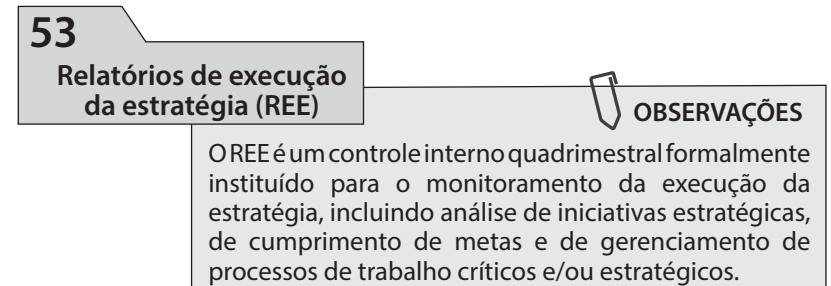 53
Relatórios de execução
da estratégia (REE)
OBSERVAÇÕES
O REE é um controle interno quadrimestral formalmente
instituído para o monitoramento da execução da
estratégia, incluindo análise de iniciativas estratégicas,
de cumprimento de metas e de gerenciamento de
processos de trabalho críticos e/ou estratégicos.